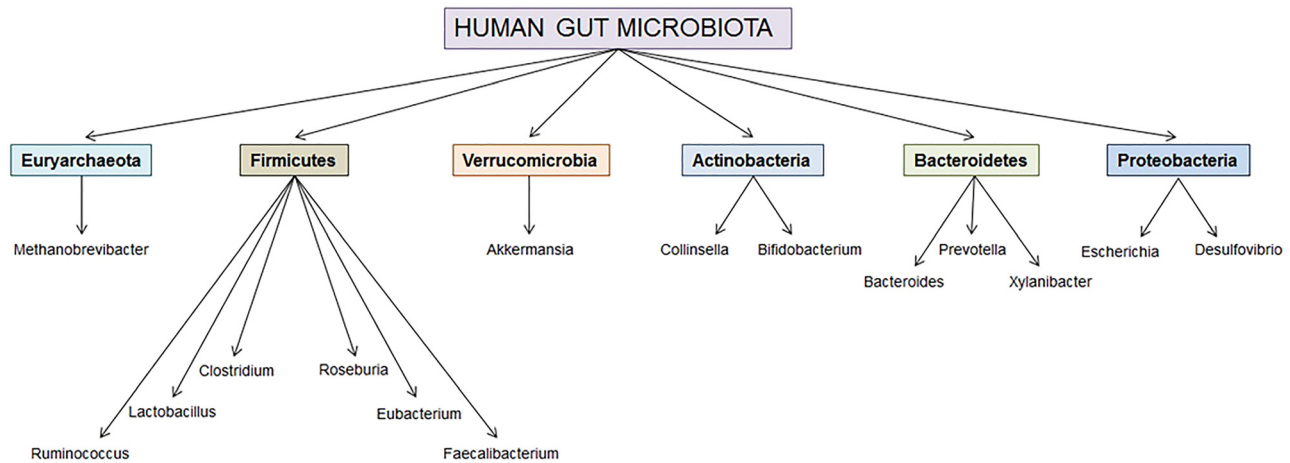 HUMAN GUT MICROBIOTA
Euryarchaeota
Firmicutes
Verrucomicrobia
Actinobacteria
Bacteroidetes
Proteobacteria
Methanobrevibacter
Akkermansia
Collinsella
Bifidobacterium
Prevotella
Escherichia
Desulfovibrio
Bacteroides
Xylanibacter
Clostridium
Roseburia
Lactobacillus
Eubacterium
Ruminococcus
Faecalibacterium